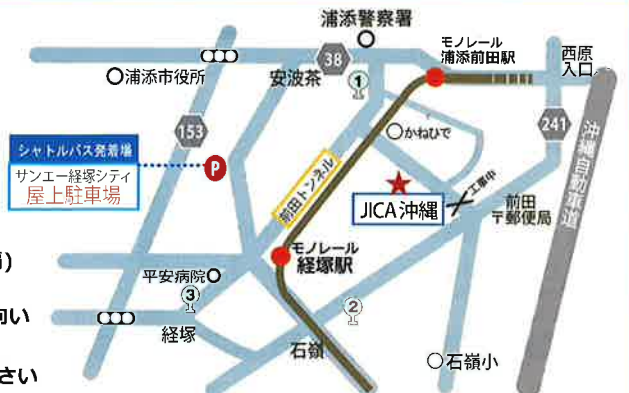 浦添警察署
モノレール
浦添前田駅
西原
入口
38
浦添市役所
安波茶
1
153
かねひで
241
シャトルバス発着場
サンエー経塚シティ
屋上駐車場
P
前田トンネル
JICA沖縄
工事中
前田
〒郵便局
沖縄自動車道
モノレール
経塚駅
平安病院
3
2
経塚
石嶺
石嶺小
さい